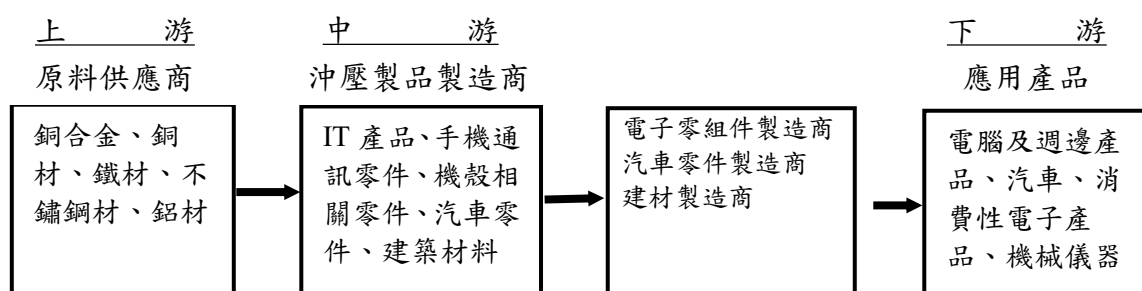 上游
原料供應商
銅合金、銅
材、鐵材、不
鏽鋼材、鋁材
中游
沖壓製品製造商
IT 產品、手機通
訊零件、機殼相
關零件、汽車零
件、建築材料
電子零組件製造商
汽車零件製造商
建材製造商
下游
應用產品
電腦及週邊產
品、汽車、消
費性電子產
品、機械儀器